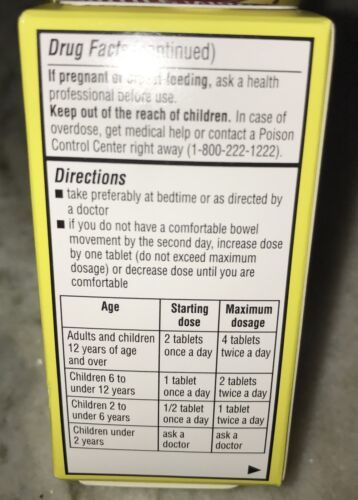 Drug Facts (continued)
If pregnant or breast-feeding, ask a health
professional before use.
Keep out of the reach of children. In case of
overdose, get medical help or contact a Poison
Control Center right away (1-800-222-1222).
Directions
■ take preferably at bedtime or as directed by
a doctor
■ if you do not have a comfortable bowel
movement by the second day, increase dose
by one tablet (do not exceed maximum
dosage) or decrease dose until you are
comfortable
Age Starting dose Maximum dosage
Adults and children 12 years of age and over 2 tablets once a day 4 tablets twice a day
Children 6 to under 12 years 1 tablet once a day 2 tablets twice a day
Children 2 to under 6 years 1/2 tablet once a day 1 tablet twice a day
Children under 2 years ask a doctor ask a doctor